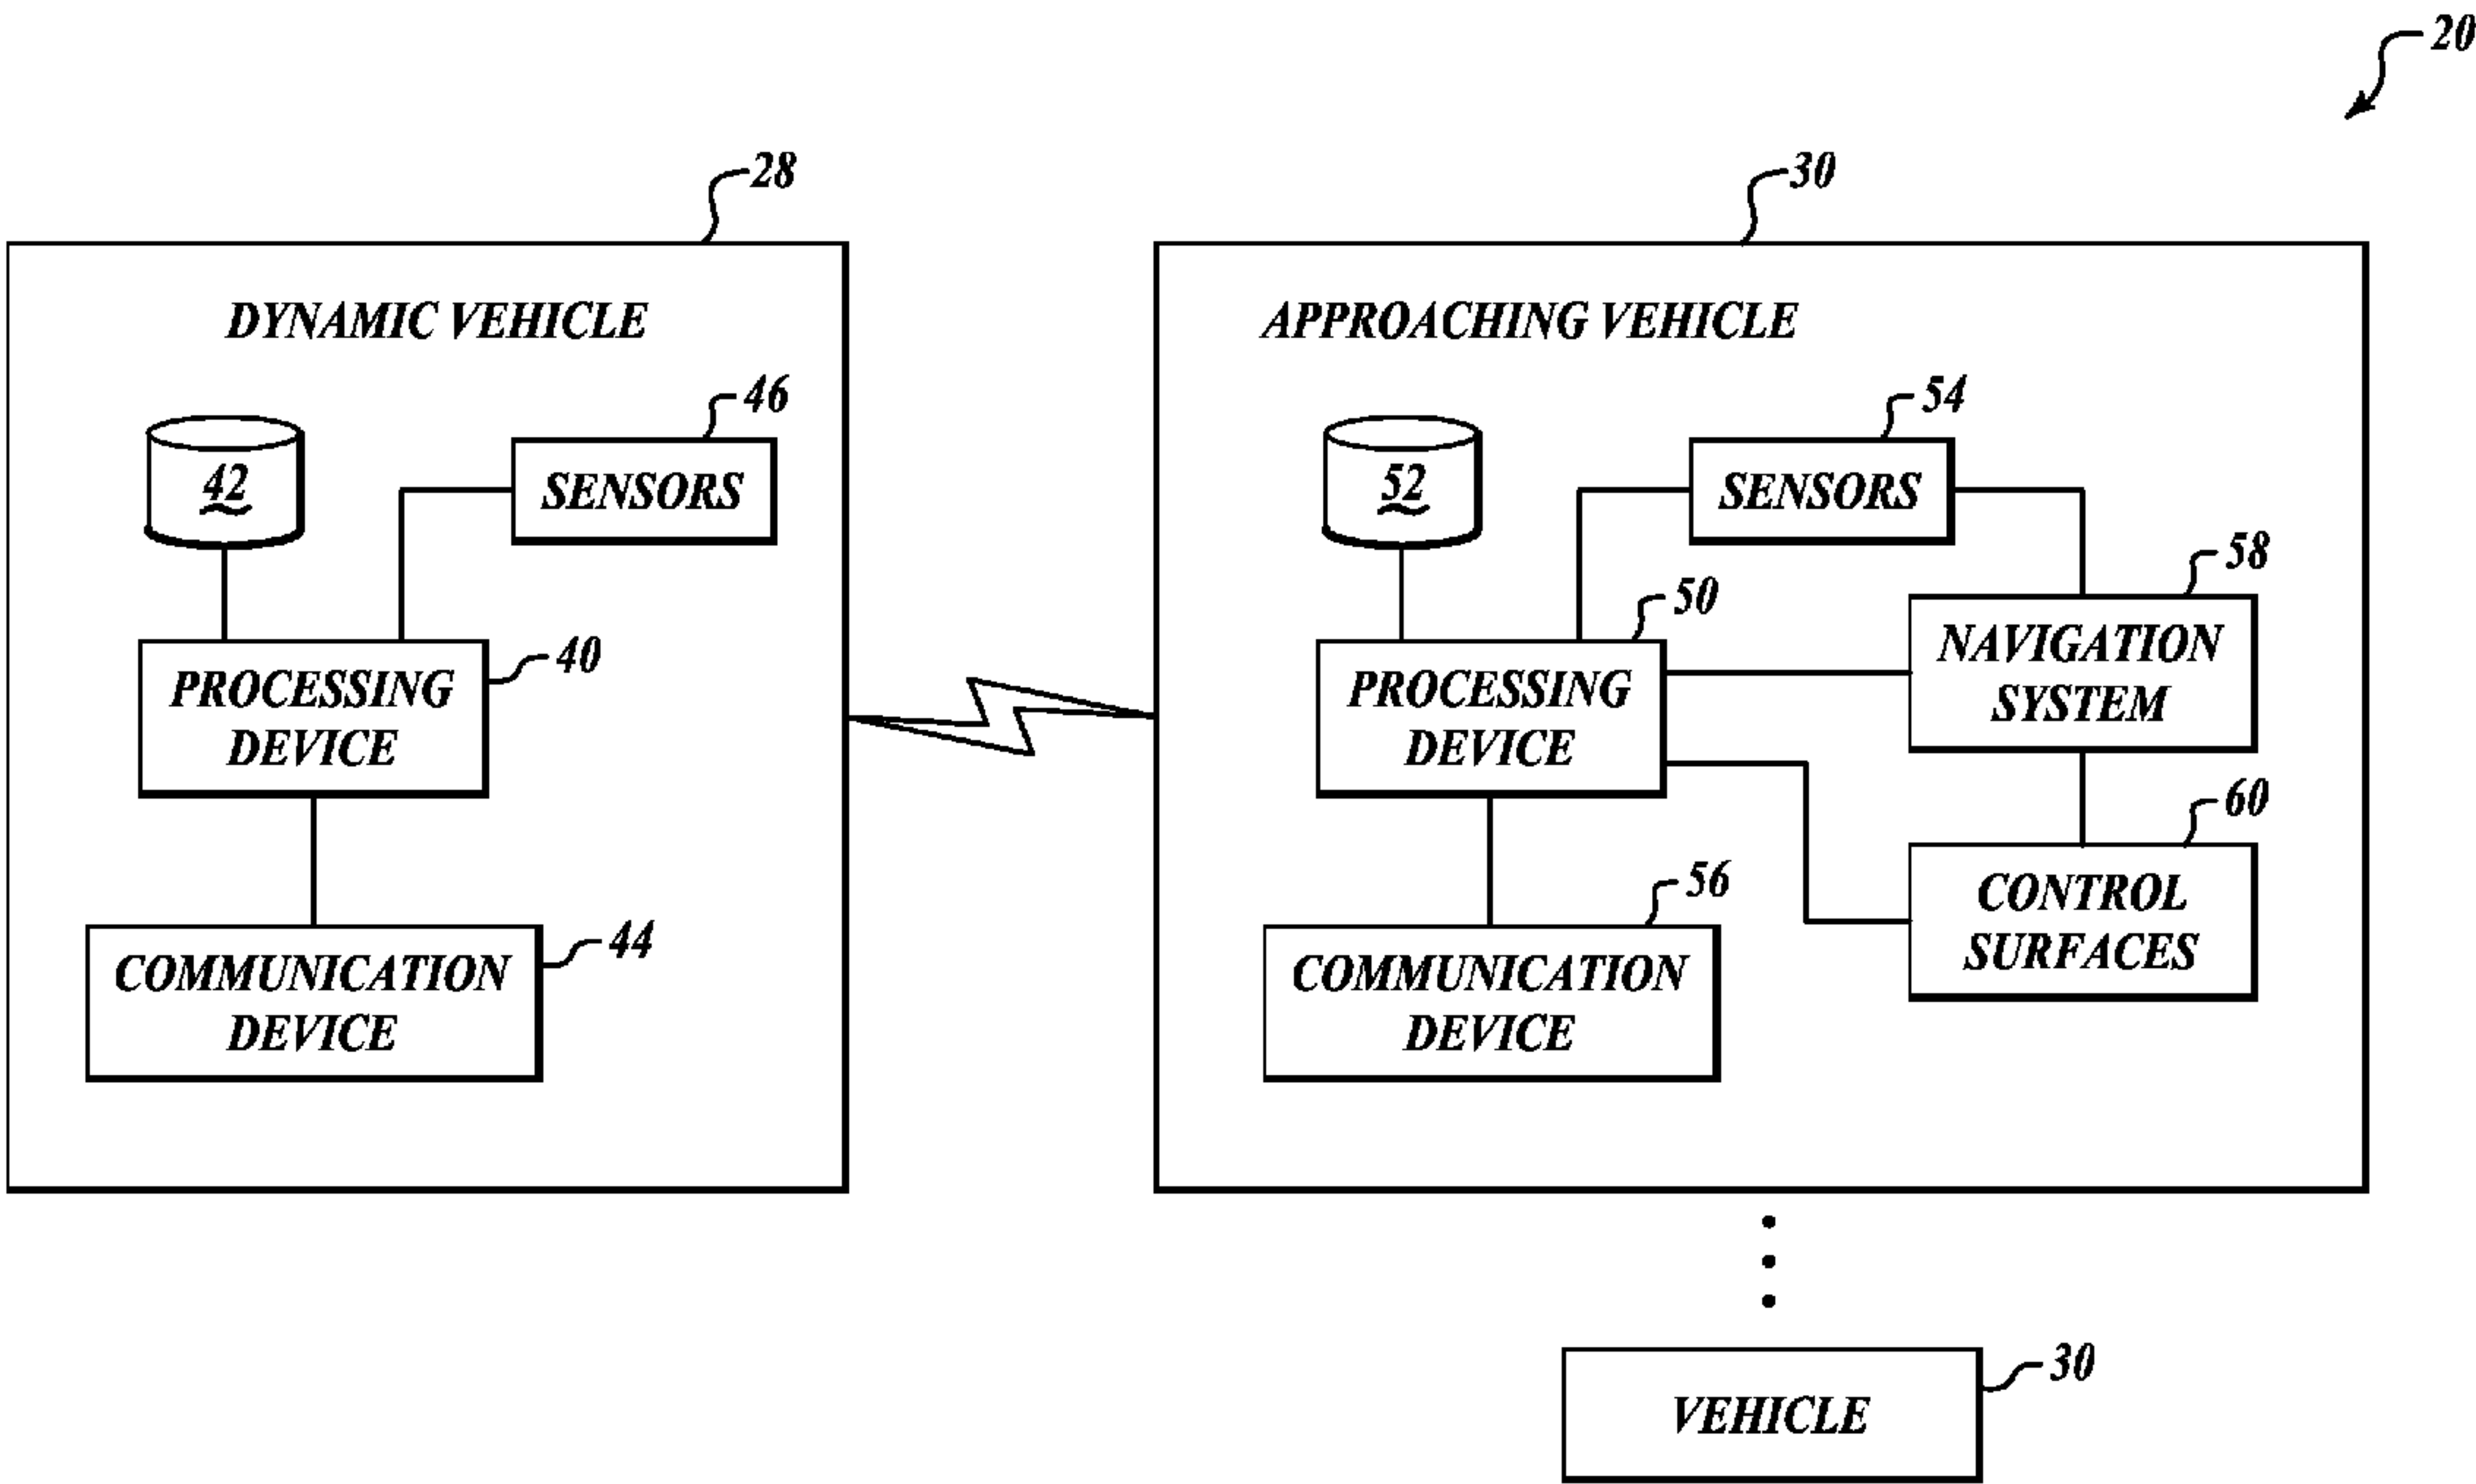 20
28
30
DYNAMIC VEHICLE
42
46
SENSORS
40
PROCESSING
DEVICE
44
COMMUNICATION
DEVICE
APPROACHING VEHICLE
52
54
SENSORS
50
PROCESSING
DEVICE
58
NAVIGATION
SYSTEM
60
CONTROL
SURFACES
56
COMMUNICATION
DEVICE
30
VEHICLE